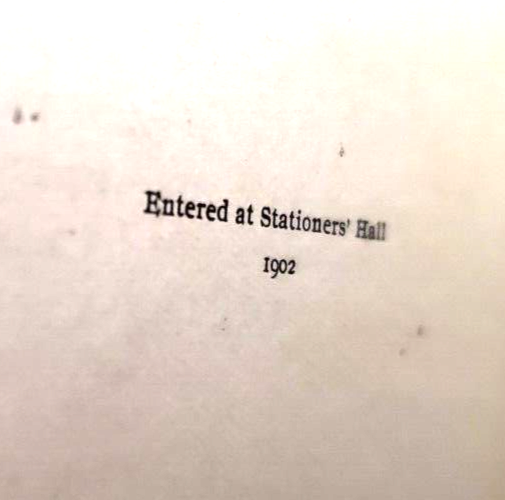 Entered at Stationers' Hall
1902